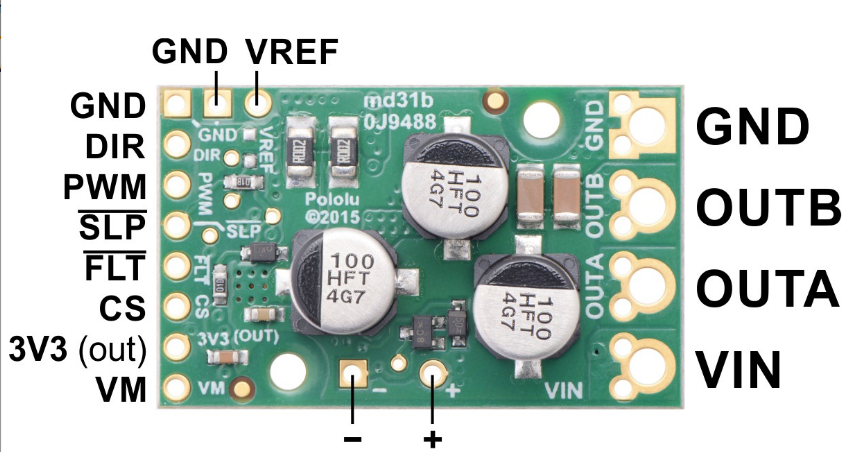 GND VREF
GND
DIR
PWM
SLP
FLT
CS
3V3 (out)
VM
md31b
0J9488
GND
DIR
VREF
PWM
SLP
FLT
CS
3V3 (OUT)
VM
R002
R002
Pololu
©2015
100
HFT
4G7
100
HFT
4G7
100
HFT
4G7
GND
OUTB
OUTA
VIN
- +
GND
OUTB
OUTA
VIN
- +